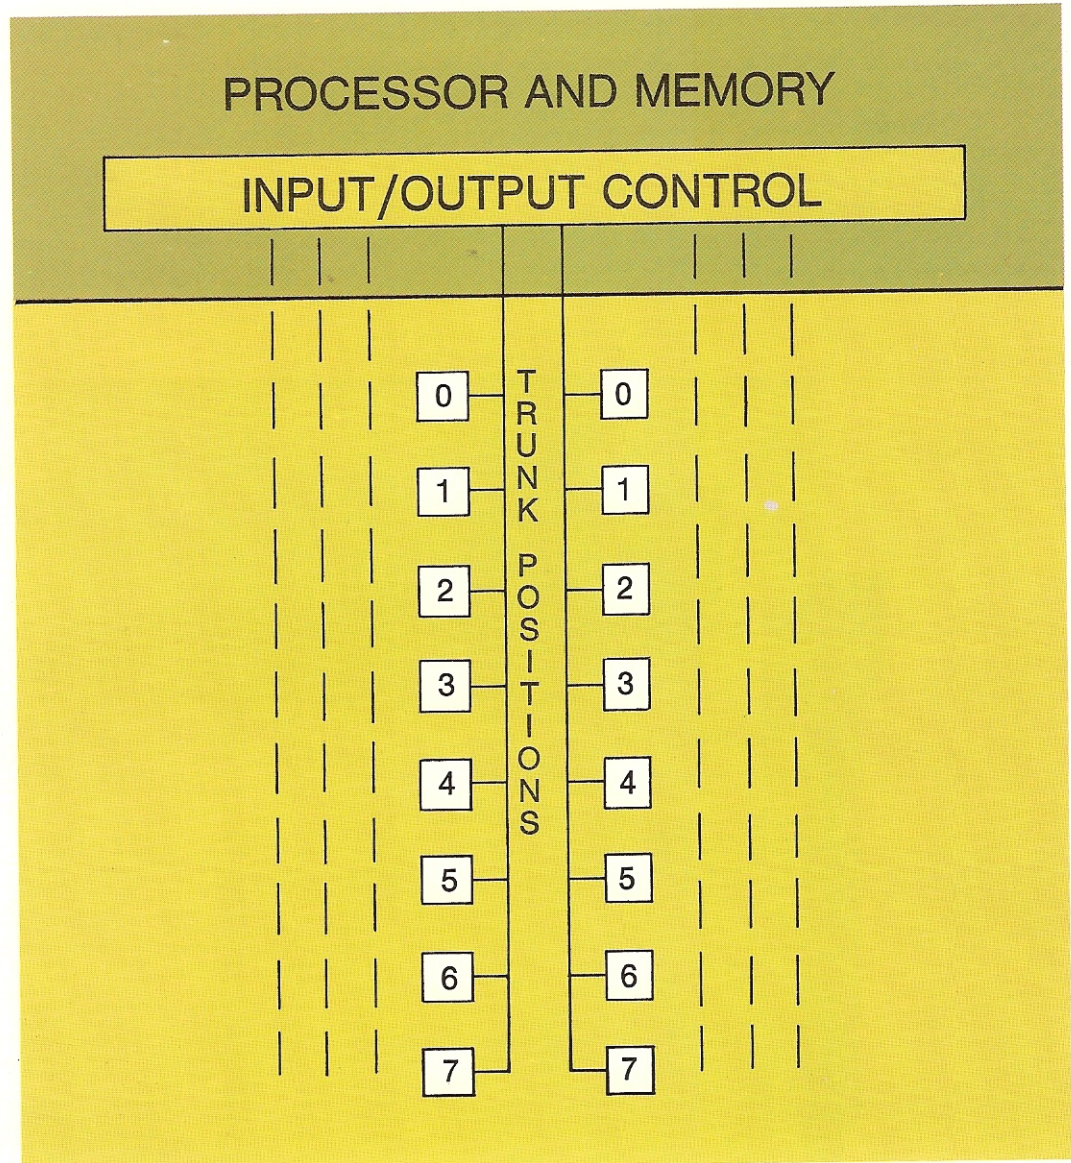 PROCESSOR AND MEMORY
INPUT/OUTPUT CONTROL
TRUNK POSITIONS
0 0
1 1
2 2
3 3
4 4
5 5
6 6
7 7